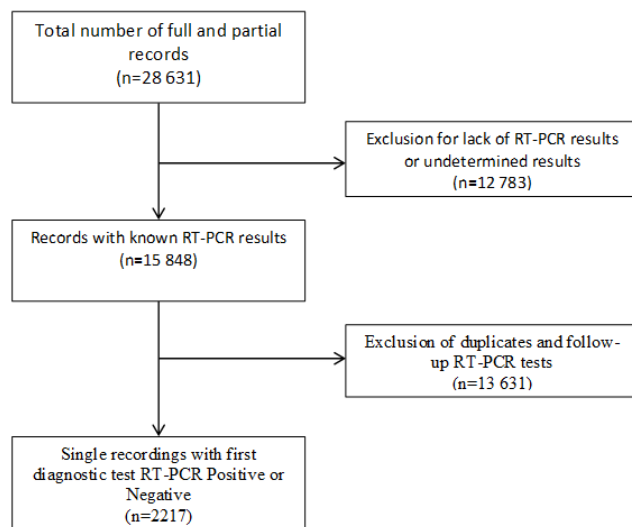 Total number of full and partial
records
(n=28 631)
Exclusion for lack of RT-PCR results
or undetermined results
(n=12 783)
Records with known RT-PCR results
(n=15 848)
Exclusion of duplicates and follow-
up RT-PCR tests
(n=13 631)
Single recordings with first
diagnostic test RT-PCR Positive or
Negative
(n=2217)